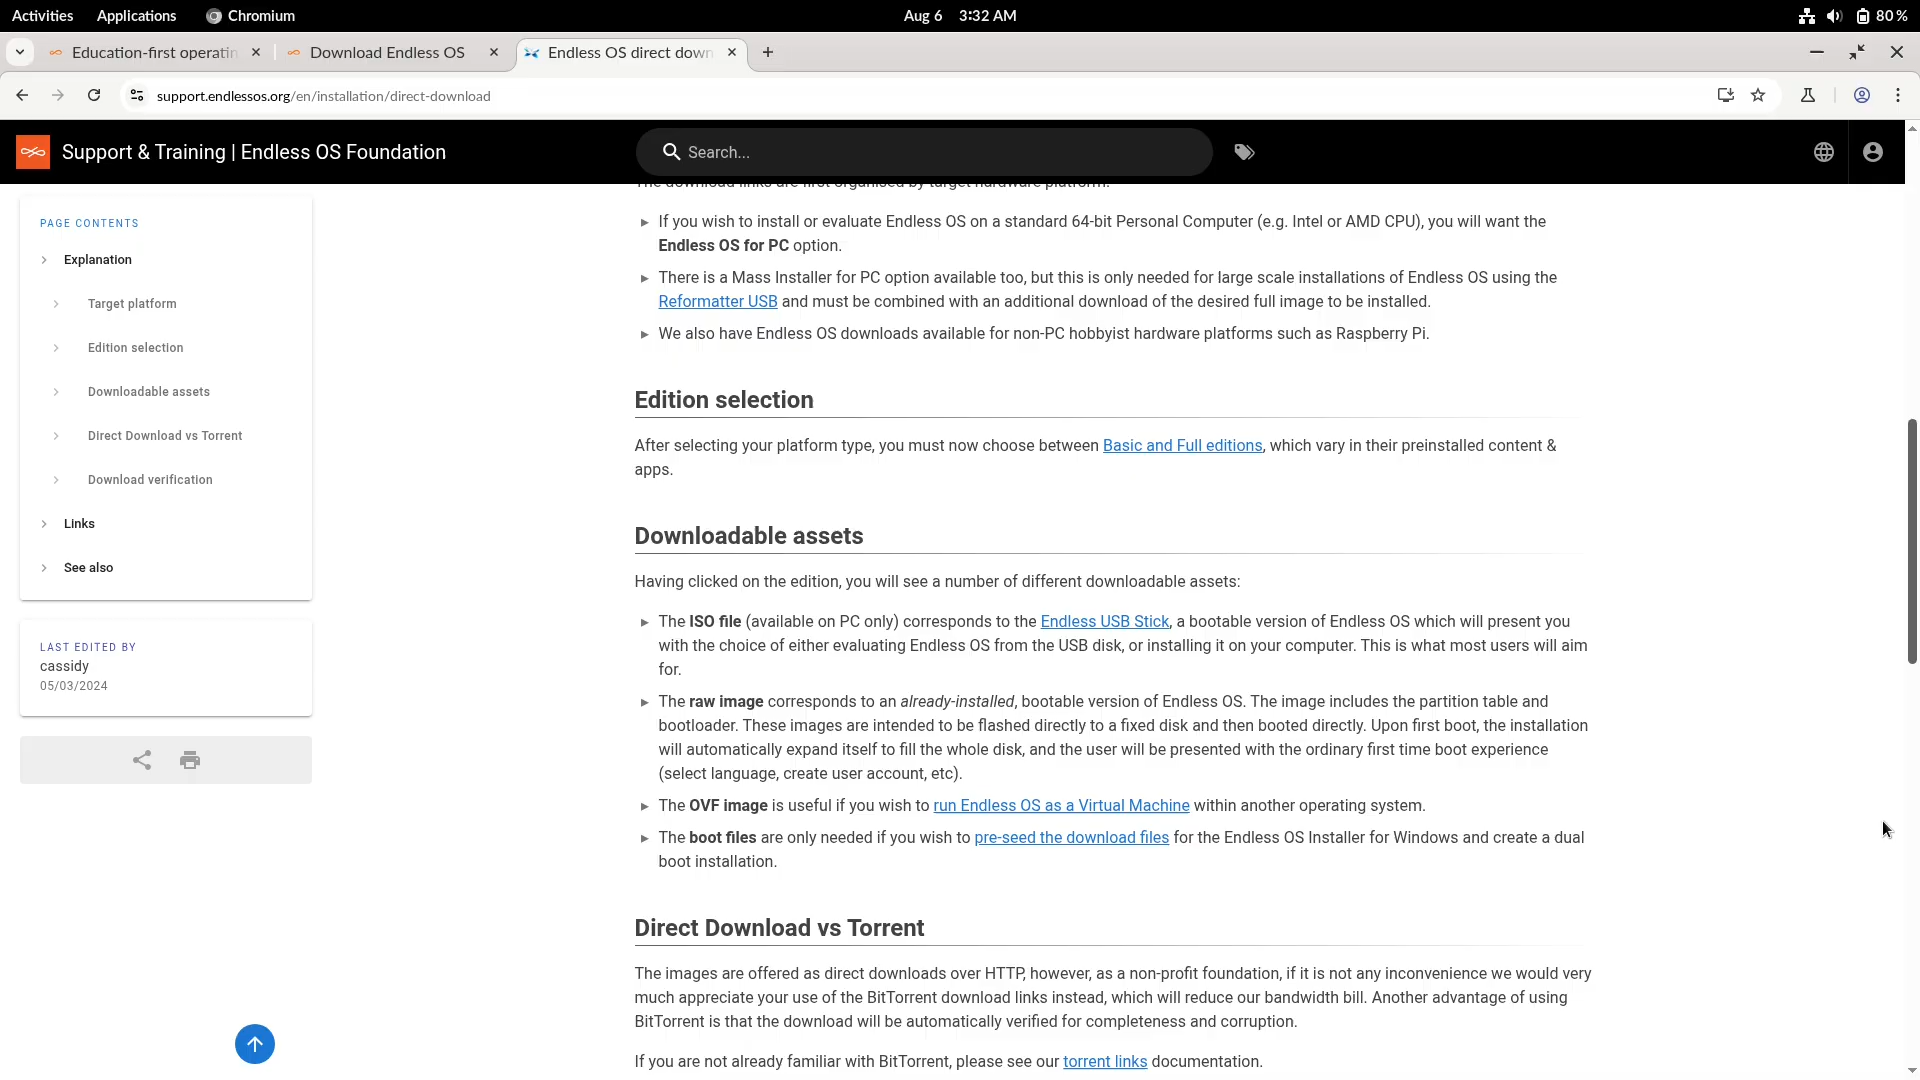 Activities Applications Chromium Aug 6 3:32 AM 80 %
Education-first operatin Download Endless OS Endless OS direct down
support.endlessos.org/en/installation/direct-download
Support & Training | Endless OS Foundation Search...
The download links are first organised by target hardware platform.
PAGE CONTENTS
Explanation
Target platform
Edition selection
Downloadable assets
Direct Download vs Torrent
Download verification
Links
See also
LAST EDITED BY
cassidy
05/03/2024
If you wish to install or evaluate Endless OS on a standard 64-bit Personal Computer (e.g. Intel or AMD CPU), you will want the
Endless OS for PC option.
There is a Mass Installer for PC option available too, but this is only needed for large scale installations of Endless OS using the
Reformatter USB and must be combined with an additional download of the desired full image to be installed.
We also have Endless OS downloads available for non-PC hobbyist hardware platforms such as Raspberry Pi.
Edition selection
After selecting your platform type, you must now choose between Basic and Full editions, which vary in their preinstalled content &
apps.
Downloadable assets
Having clicked on the edition, you will see a number of different downloadable assets:
The ISO file (available on PC only) corresponds to the Endless USB Stick, a bootable version of Endless OS which will present you
with the choice of either evaluating Endless OS from the USB disk, or installing it on your computer. This is what most users will aim
for.
The raw image corresponds to an already-installed, bootable version of Endless OS. The image includes the partition table and
bootloader. These images are intended to be flashed directly to a fixed disk and then booted directly. Upon first boot, the installation
will automatically expand itself to fill the whole disk, and the user will be presented with the ordinary first time boot experience
(select language, create user account, etc).
The OVF image is useful if you wish to run Endless OS as a Virtual Machine within another operating system.
The boot files are only needed if you wish to pre-seed the download files for the Endless OS Installer for Windows and create a dual
boot installation.
Direct Download vs Torrent
The images are offered as direct downloads over HTTP, however, as a non-profit foundation, if it is not any inconvenience we would very
much appreciate your use of the BitTorrent download links instead, which will reduce our bandwidth bill. Another advantage of using
BitTorrent is that the download will be automatically verified for completeness and corruption.
If you are not already familiar with BitTorrent, please see our torrent links documentation.